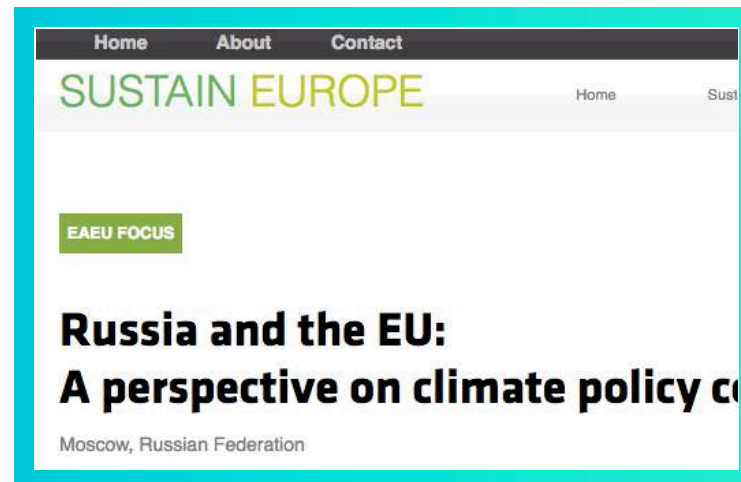 Home About Contact
SUSTAIN EUROPE
Home
EAEU FOCUS
Russia and the EU:
A perspective on climate policy
Moscow, Russian Federation